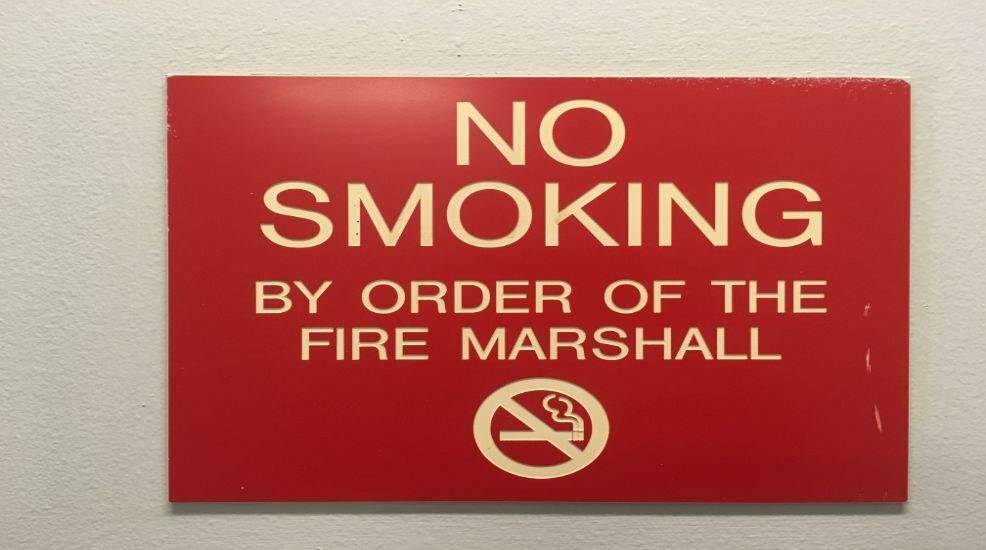 NO
SMOKING
BY ORDER OF THE
FIRE MARSHALL